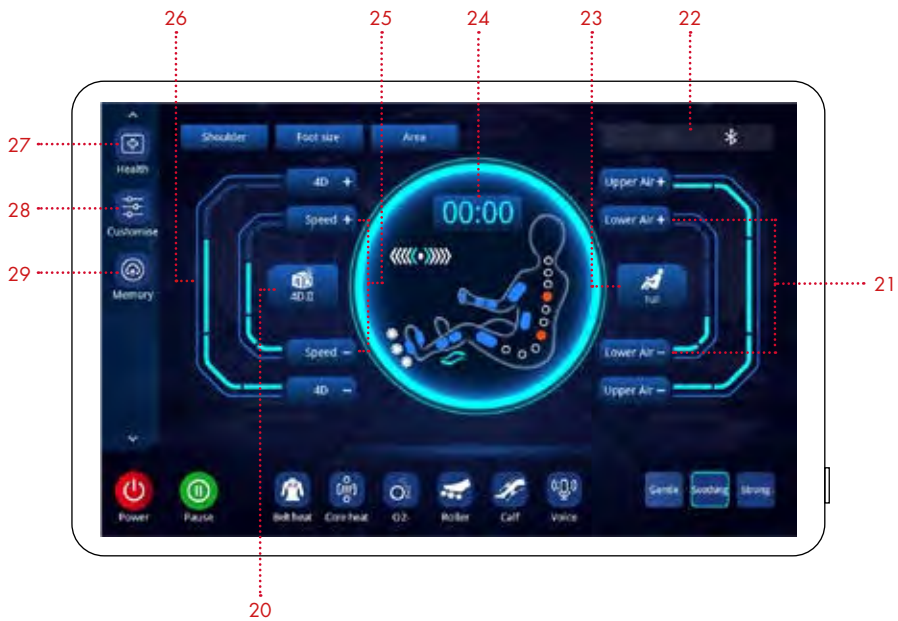 26 25 24 23 22
27
28
29
21
20
Shoulder Foot size Area
Health
Customise
Memory
4D +
Speed +
4D.II
Speed −
4D −
00:00
Upper Air +
Lower Air +
Full
Lower Air −
Upper Air −
Power Pause Belt heat Core heat O2- Roller Calf Voice
Gentle Soothing Strong